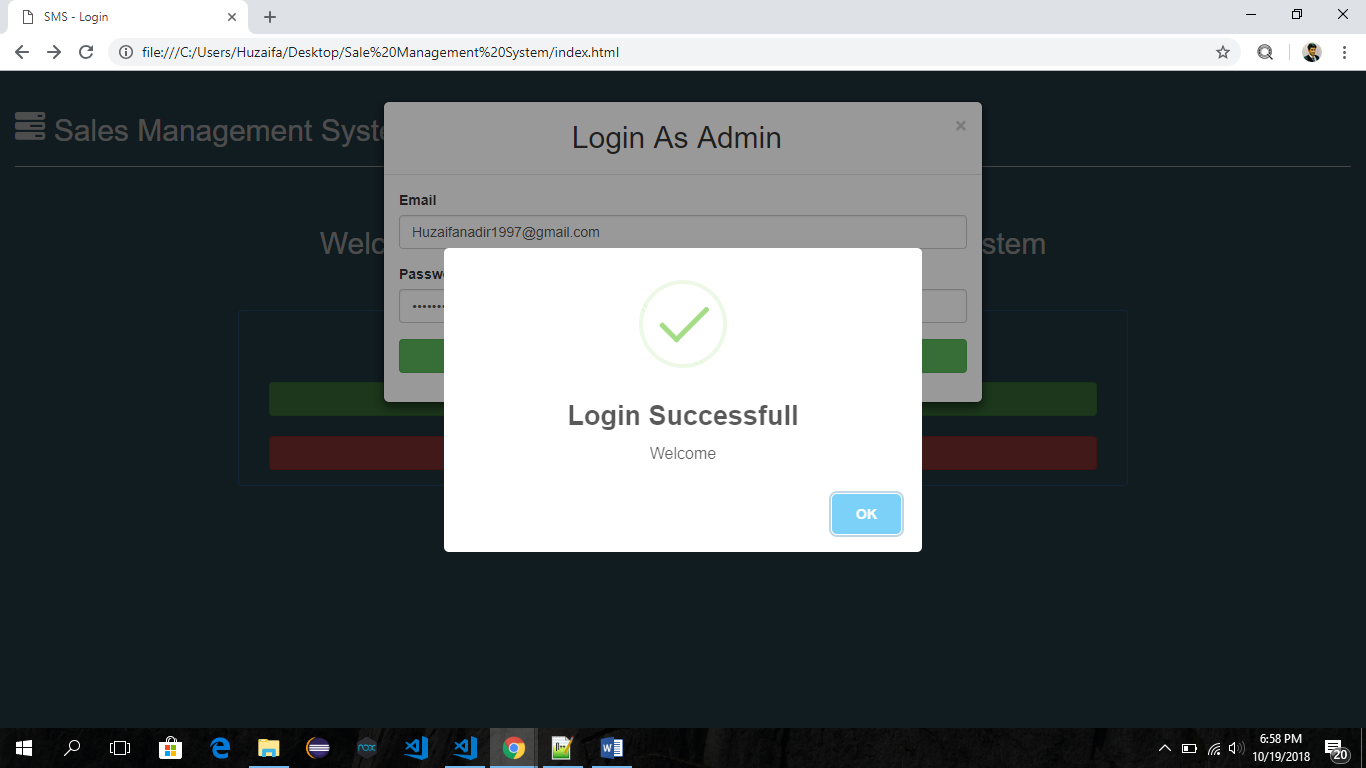 SMS - Login
file:///C:/Users/Huzaifa/Desktop/Sale%20Management%20System/index.html
Sales Management Syst
Login As Admin
×
Email
Huzaifanadir1997@gmail.com
Welc
stem
Passw
Login Successfull
Welcome
OK
nox
W
6:58 PM
10/19/2018
20